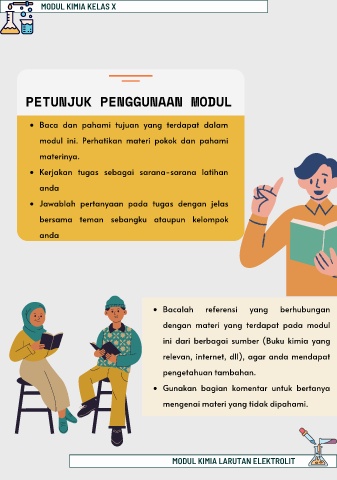 MODUL KIMIA KELAS X
PETUNJUK PENGGUNAAN MODUL
• Baca dan pahami tujuan yang terdapat dalam
modul ini. Perhatikan materi pokok dan pahami
materinya.
• Kerjakan tugas sebagai sarana-sarana latihan
anda
• Jawablah pertanyaan pada tugas dengan jelas
bersama teman sebangku ataupun kelompok
anda
• Bacalah referensi yang berhubungan
dengan materi yang terdapat pada modul
ini dari berbagai sumber (Buku kimia yang
relevan, internet, dll), agar anda mendapat
pengetahuan tambahan.
• Gunakan bagian komentar untuk bertanya
mengenai materi yang tidak dipahami.
MODUL KIMIA LARUTAN ELEKTROLIT